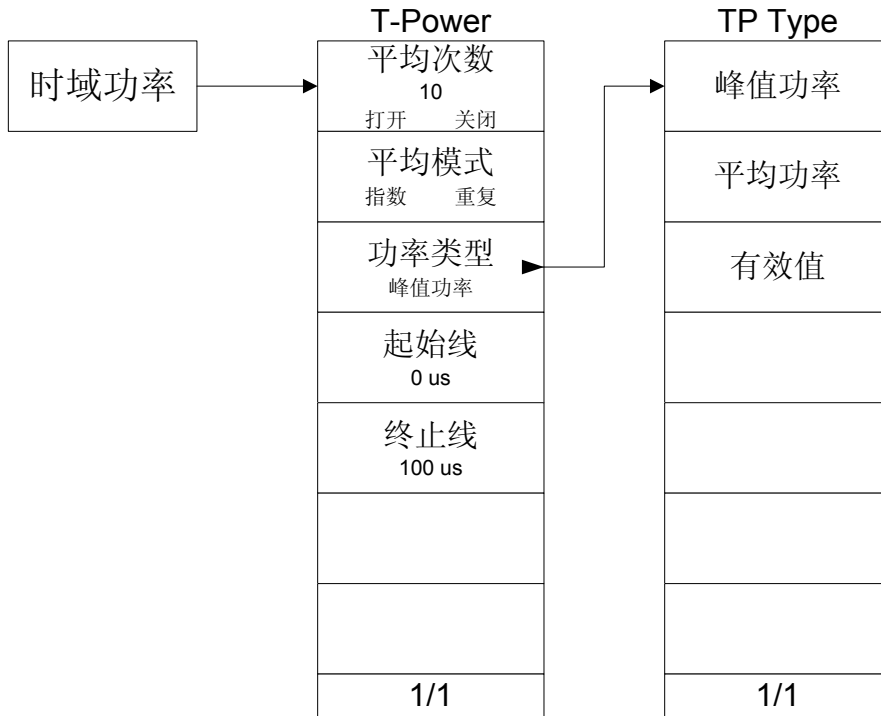 时域功率
T-Power
平均次数
10
打开 关闭
平均模式
指数 重复
功率类型
峰值功率
起始线
0 us
终止线
100 us
1/1
TP Type
峰值功率
平均功率
有效值
1/1